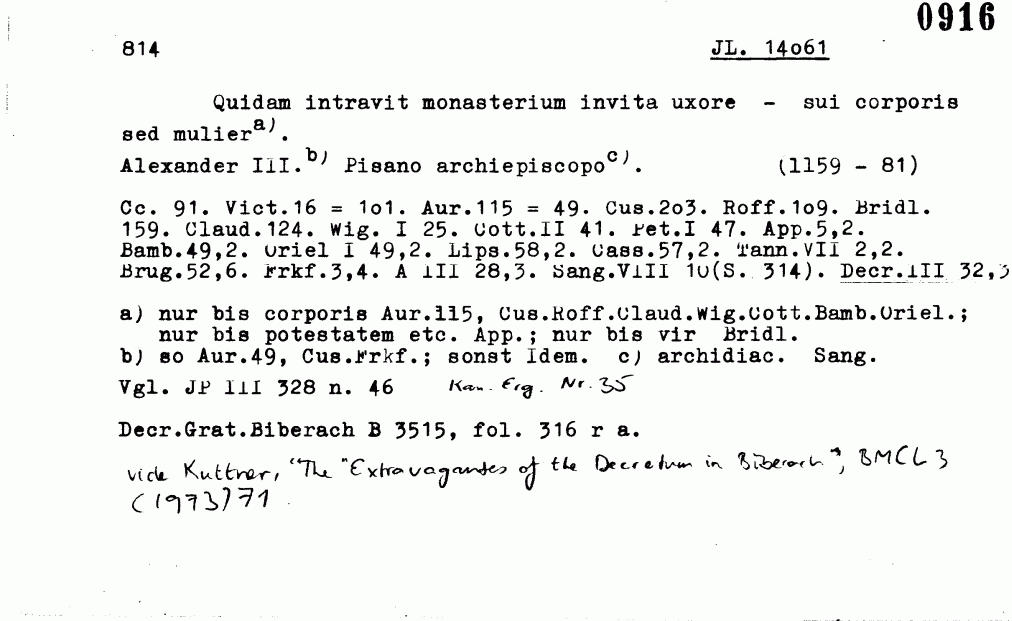 0916
814 JL. 14o61
Quidam intravit monasterium invita uxore - sui corporis
sed mulier a).
Alexander III. b) Pisano archiepiscopo c). (1159 - 81)
Cc. 91. Vict.16 = 1o1. Aur.115 = 49. Cus.2o3. Roff.1o9. Bridl.
159. Claud.124. Wig. I 25. Cott.II 41. Pet.I 47. App.5,2.
Bamb.49,2. Oriel I 49,2. Lips.58,2. Cass.57,2. Tann.VII 2,2.
Brug.52,6. Frkf.3,4. A III 28,3. Sang.VIII 10(S. 314). Decr.III 32,3
a) nur bis corporis Aur.115, Cus.Roff.Claud.Wig.Cott.Bamb.Oriel.;
nur bis potestatem etc. App.; nur bis vir Bridl.
b) so Aur.49, Cus.Frkf.; sonst Idem. c) archidiac. Sang.
Vgl. JP III 328 n. 46 Kan. Erg. Nr. 35
Decr.Grat.Biberach B 3515, fol. 316 r a.
vide Kuttner, "The "Extravagantes of the Decretum in Biberach", BMCL 3
(1973) 71